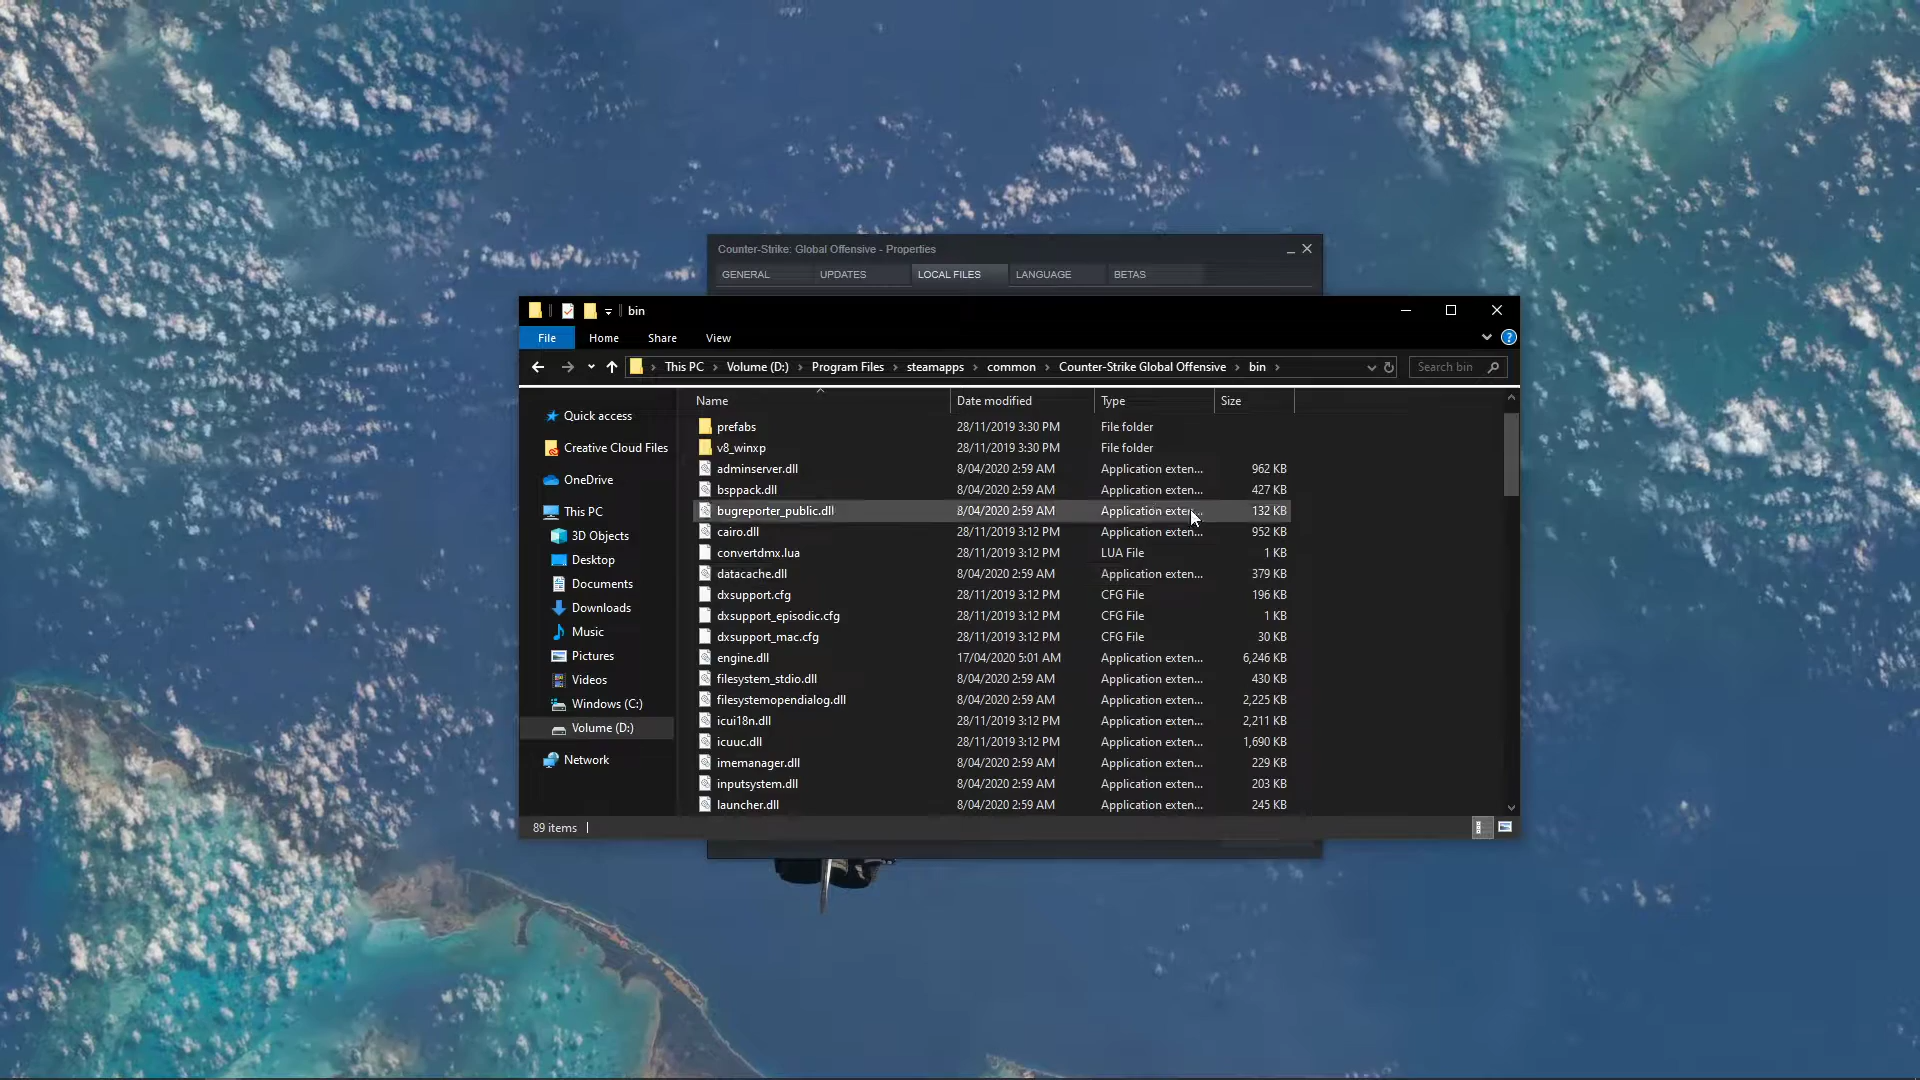 Counter-Strike: Global Offensive - Properties
GENERAL UPDATES LOCAL FILES LANGUAGE BETAS
bin
File Home Share View
This PC Volume (D:) Program Files steamapps common Counter-Strike Global Offensive bin Search bin
Name Date modified Type Size
Quick access
Creative Cloud Files
OneDrive
This PC
3D Objects
Desktop
Documents
Downloads
Music
Pictures
Videos
Windows (C:)
Volume (D:)
Network
prefabs 28/11/2019 3:30 PM File folder
v8_winxp 28/11/2019 3:30 PM File folder
adminserver.dll 8/04/2020 2:59 AM Application exten... 962 KB
bsppack.dll 8/04/2020 2:59 AM Application exten... 427 KB
bugreporter_public.dll 8/04/2020 2:59 AM Application exten... 132 KB
cairo.dll 28/11/2019 3:12 PM Application exten... 952 KB
convertdmx.lua 28/11/2019 3:12 PM LUA File 1 KB
datacache.dll 8/04/2020 2:59 AM Application exten... 379 KB
dxsupport.cfg 28/11/2019 3:12 PM CFG File 196 KB
dxsupport_episodic.cfg 28/11/2019 3:12 PM CFG File 1 KB
dxsupport_mac.cfg 28/11/2019 3:12 PM CFG File 30 KB
engine.dll 17/04/2020 5:01 AM Application exten... 6,246 KB
filesystem_stdio.dll 8/04/2020 2:59 AM Application exten... 430 KB
filesystemopendialog.dll 8/04/2020 2:59 AM Application exten... 2,225 KB
icui18n.dll 28/11/2019 3:12 PM Application exten... 2,211 KB
icuuc.dll 28/11/2019 3:12 PM Application exten... 1,690 KB
imemanager.dll 8/04/2020 2:59 AM Application exten... 229 KB
inputsystem.dll 8/04/2020 2:59 AM Application exten... 203 KB
launcher.dll 8/04/2020 2:59 AM Application exten... 245 KB
89 items